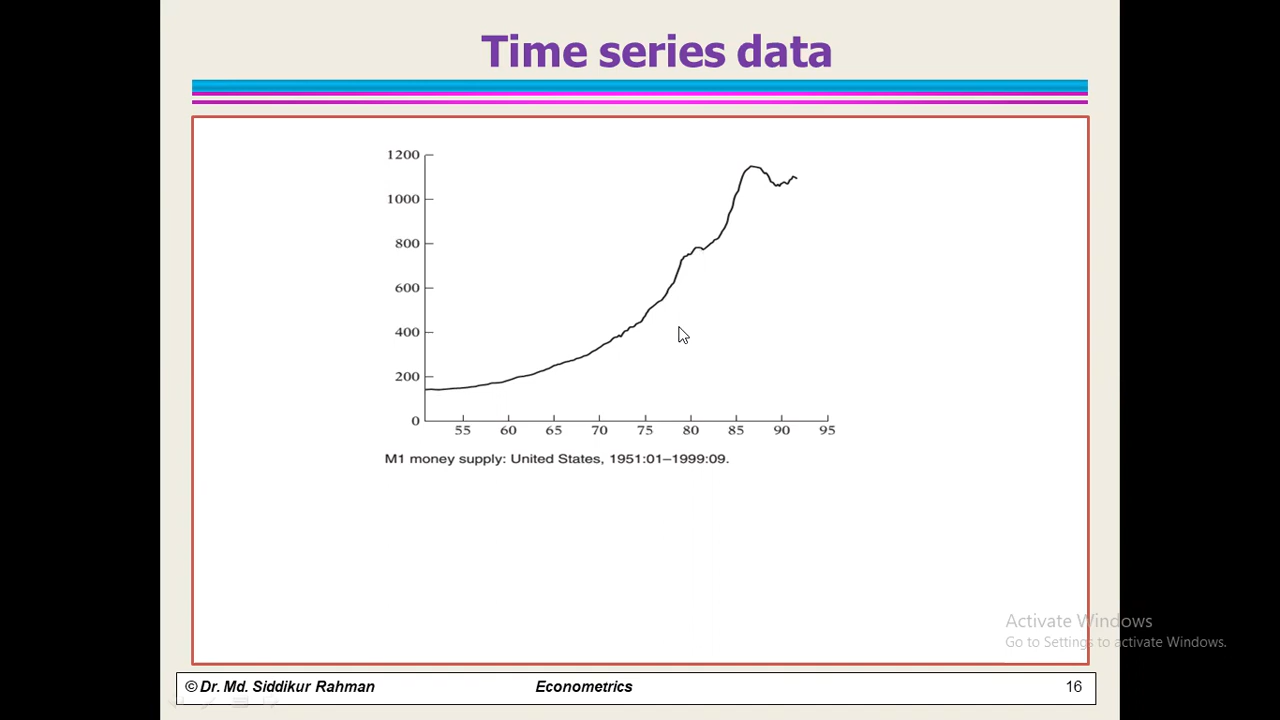 Time series data
1200
1000
800
600
400
200
0
55 60 65 70 75 80 85 90 95
M1 money supply: United States, 1951:01–1999:09.
Activate Windows
Go to Settings to activate Windows.
© Dr. Md. Siddikur Rahman Econometrics 16